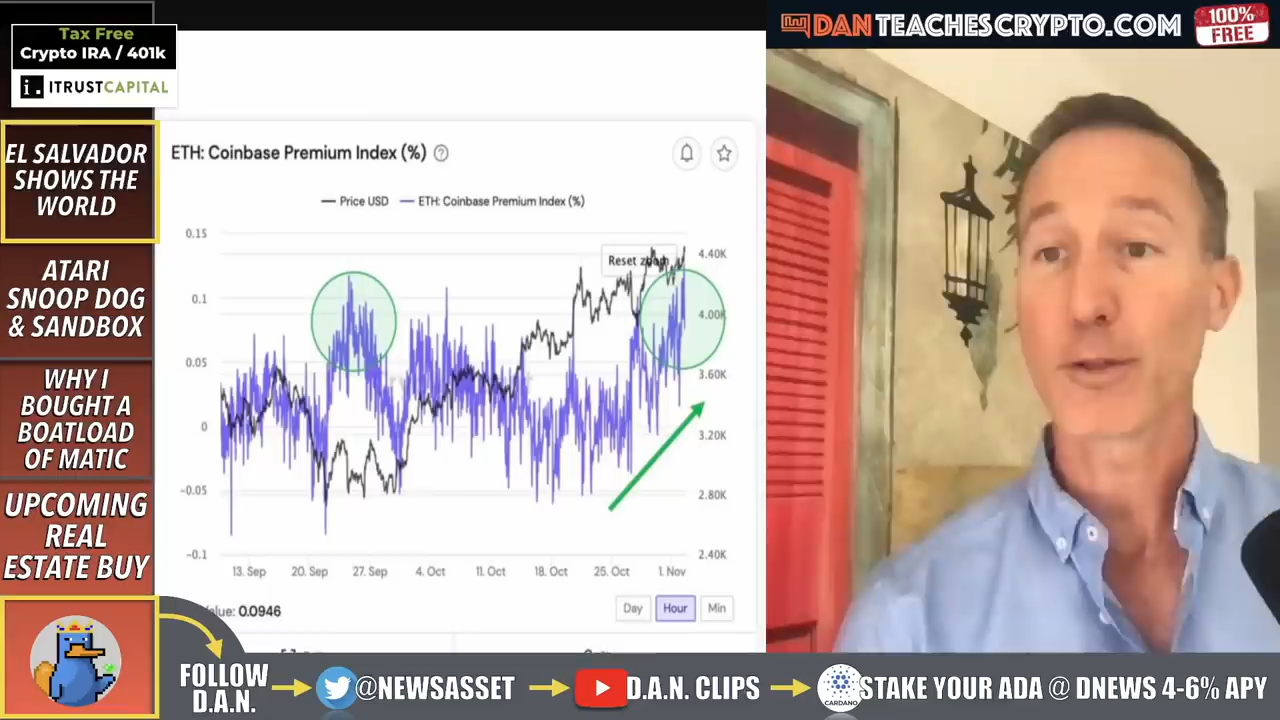 Tax Free
Crypto IRA / 401k
i. ITRUSTCAPITAL
EL SALVADOR
SHOWS THE
WORLD
ATARI
SNOOP DOG
& SANDBOX
WHY I
BOUGHT A
BOATLOAD
OF MATIC
UPCOMING
REAL
ESTATE BUY
DANTEACHESCRYPTO.COM
100%
FREE
ETH: Coinbase Premium Index (%) ?
Price USD ETH: Coinbase Premium Index (%)
Reset zoom
0.15
0.1
0.05
0
-0.05
-0.1
4.40K
4.00K
3.60K
3.20K
2.80K
2.40K
13. Sep 20. Sep 27. Sep 4. Oct 11. Oct 18. Oct 25. Oct 1. Nov
alue: 0.0946
Day Hour Min
FOLLOW
D.A.N.
@NEWSASSET
D.A.N. CLIPS
CARDANO
STAKE YOUR ADA @ DNEWS 4-6% APY